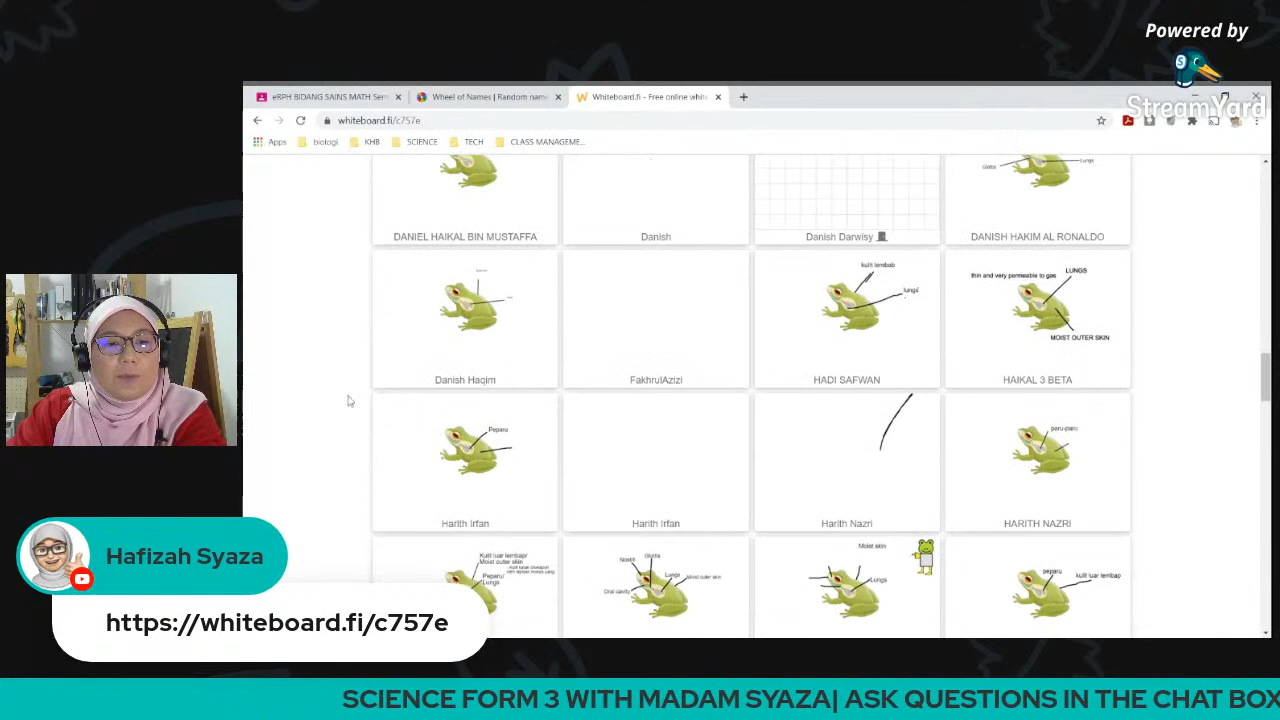 Powered by
StreamYard
eRPH BIDANG SAINS MATH Sem
Wheel of Names | Random name
Whiteboard.fi - Free online white
whiteboard.fi/c757e
Apps
biologi
KHB
SCIENCE
TECH
CLASS MANAGEME...
Glotta
Lungs
DANIEL HAIKAL BIN MUSTAFFA
Danish
Danish Darwisy
DANISH HAKIM AL RONALDO
kulit lembab
lungs
thin and very permeable to gas
LUNGS
MOIST OUTER SKIN
Danish Haqim
FakhrulAzizi
HADI SAFWAN
HAIKAL 3 BETA
Peparu
paru-paru
Harith Irfan
Harith Irfan
Harith Nazri
HARITH NAZRI
Kulit luar lembap/
Moist outer skin
Peparu/
Lungs
Nostril
Glotta
Lungs
Moist outer skin
Oral cavity
Moist skin
Lungs
peparu
kulit luar lembap
Hafizah Syaza
https://whiteboard.fi/c757e
SCIENCE FORM 3 WITH MADAM SYAZA| ASK QUESTIONS IN THE CHAT BOX